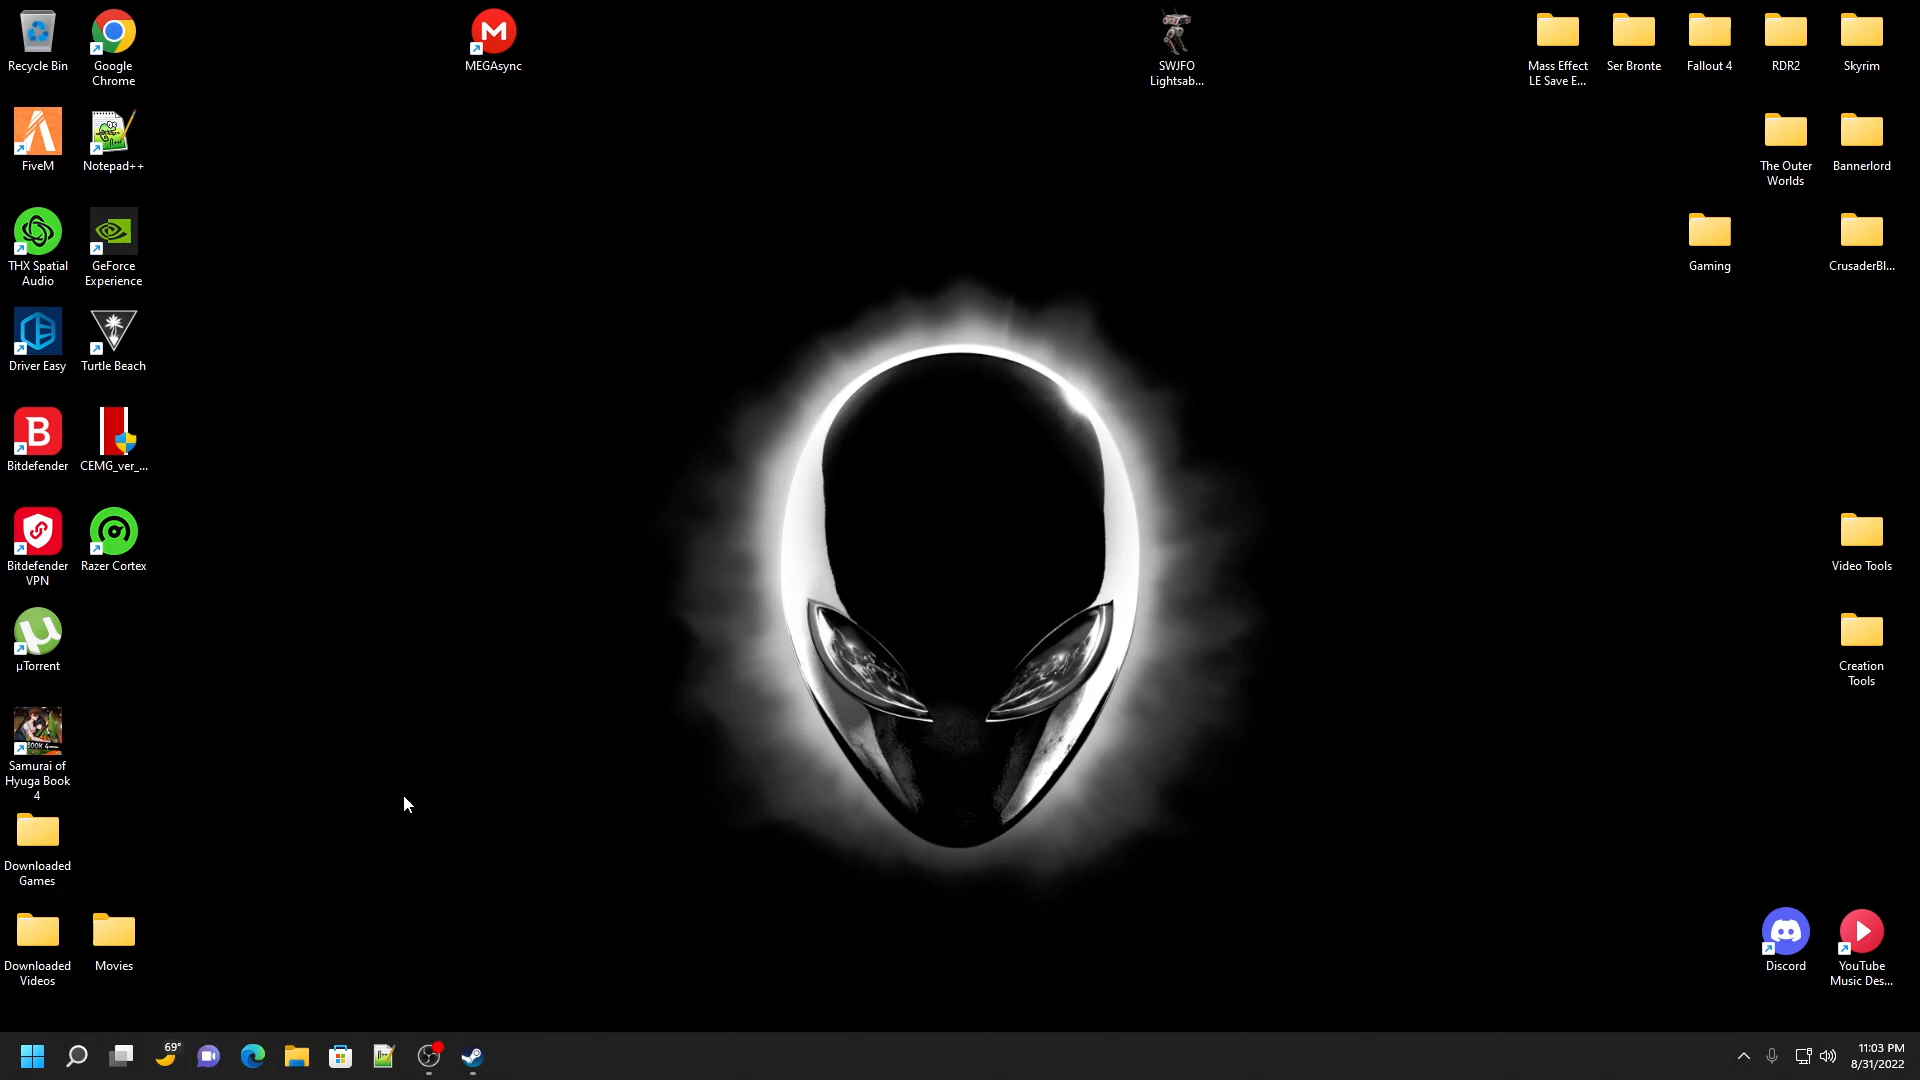 Recycle Bin
Google
Chrome
MEGAsync
SWJFO
Lightsab...
Mass Effect
LE Save E...
Ser Bronte
Fallout 4
RDR2
Skyrim
FiveM
Notepad++
The Outer
Worlds
Bannerlord
THX Spatial
Audio
GeForce
Experience
Gaming
CrusaderBl...
Driver Easy
Turtle Beach
Bitdefender
CEMG_ver_...
Bitdefender
VPN
Razer Cortex
Video Tools
µTorrent
Creation
Tools
BOOK 4
Samurai of
Hyuga Book
4
Downloaded
Games
Downloaded
Videos
Movies
Discord
YouTube
Music Des...
69°
11:03 PM
8/31/2022